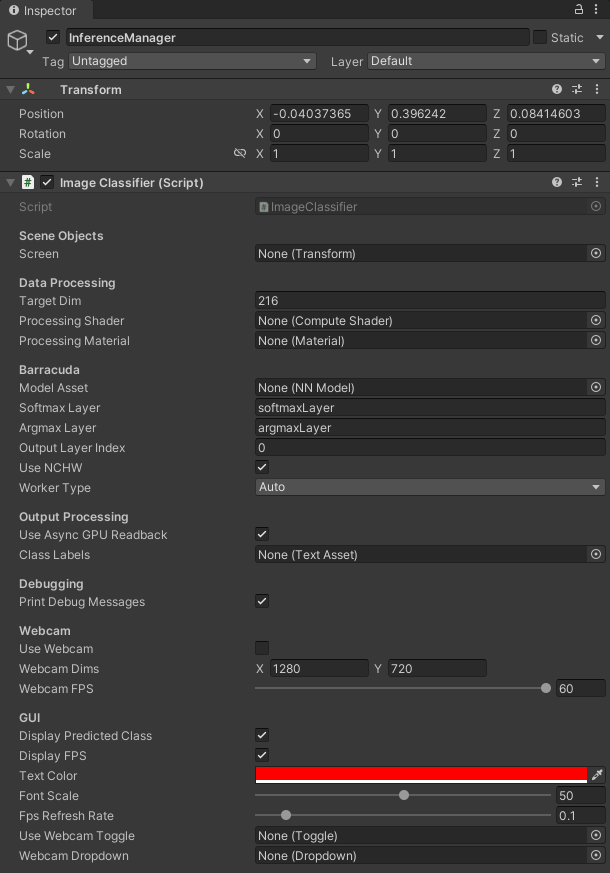 Inspector
InferenceManager Static
Tag Untagged Layer Default
Transform
Position X -0.04037365 Y 0.396242 Z 0.08414603
Rotation X 0 Y 0 Z 0
Scale X 1 Y 1 Z 1
# Image Classifier (Script)
Script # ImageClassifier
Scene Objects
Screen None (Transform)
Data Processing
Target Dim 216
Processing Shader None (Compute Shader)
Processing Material None (Material)
Barracuda
Model Asset None (NN Model)
Softmax Layer softmaxLayer
Argmax Layer argmaxLayer
Output Layer Index 0
Use NCHW
Worker Type Auto
Output Processing
Use Async GPU Readback
Class Labels None (Text Asset)
Debugging
Print Debug Messages
Webcam
Use Webcam
Webcam Dims X 1280 Y 720
Webcam FPS 60
GUI
Display Predicted Class
Display FPS
Text Color
Font Scale 50
Fps Refresh Rate 0.1
Use Webcam Toggle None (Toggle)
Webcam Dropdown None (Dropdown)